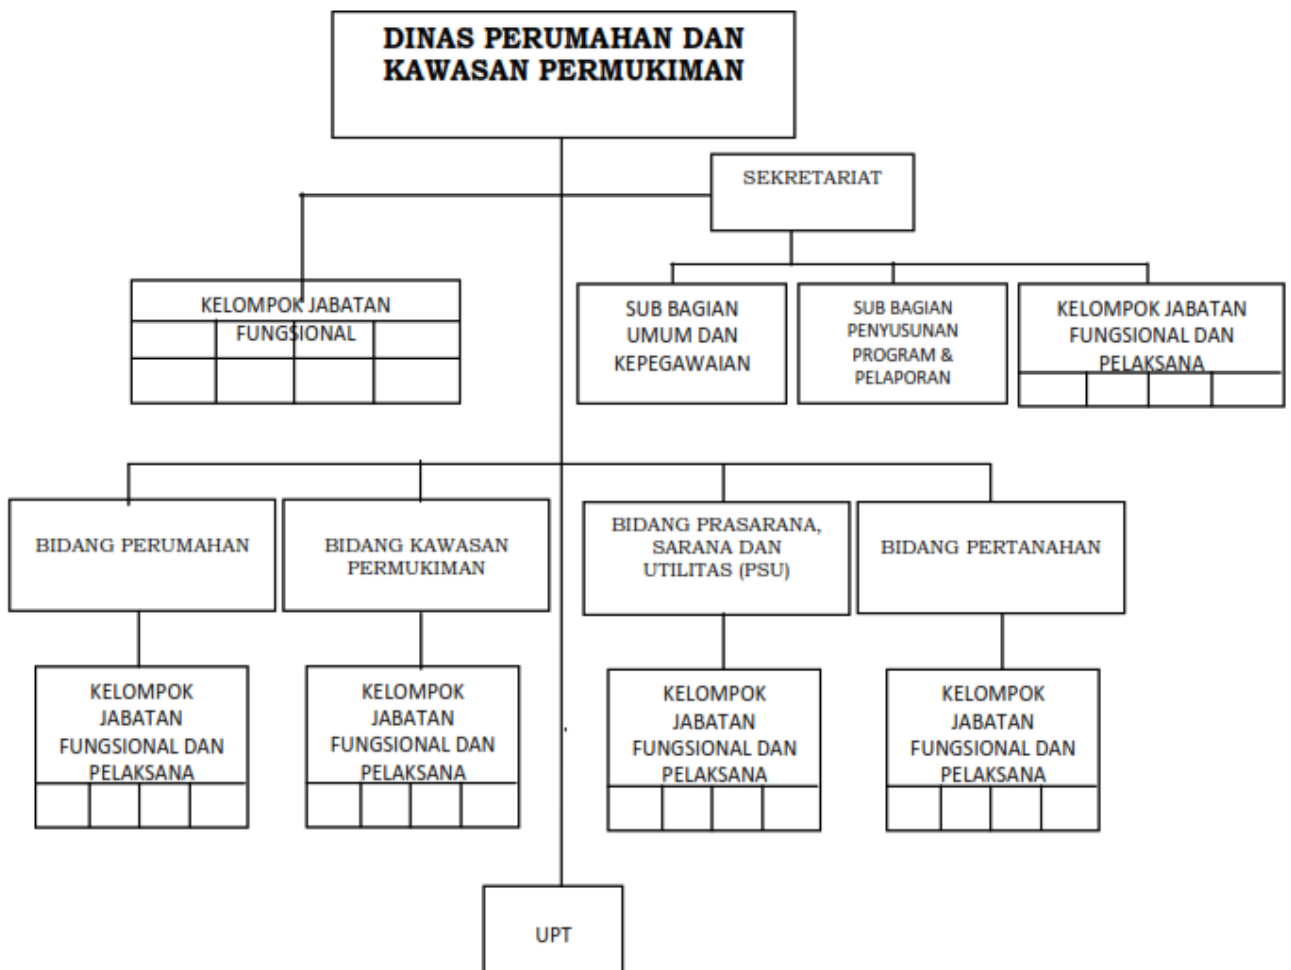 DINAS PERUMAHAN DAN
KAWASAN PERMUKIMAN
SEKRETARIAT
KELOMPOK JABATAN
FUNGSIONAL
SUB BAGIAN
UMUM DAN
KEPEGAWAIAN
SUB BAGIAN
PENYUSUNAN
PROGRAM &
PELAPORAN
KELOMPOK JABATAN
FUNGSIONAL DAN
PELAKSANA
BIDANG PERUMAHAN
BIDANG KAWASAN
PERMUKIMAN
BIDANG PRASARANA,
SARANA DAN
UTILITAS (PSU)
BIDANG PERTANAHAN
KELOMPOK
JABATAN
FUNGSIONAL DAN
PELAKSANA
KELOMPOK
JABATAN
FUNGSIONAL DAN
PELAKSANA
KELOMPOK
JABATAN
FUNGSIONAL DAN
PELAKSANA
KELOMPOK
JABATAN
FUNGSIONAL DAN
PELAKSANA
UPT